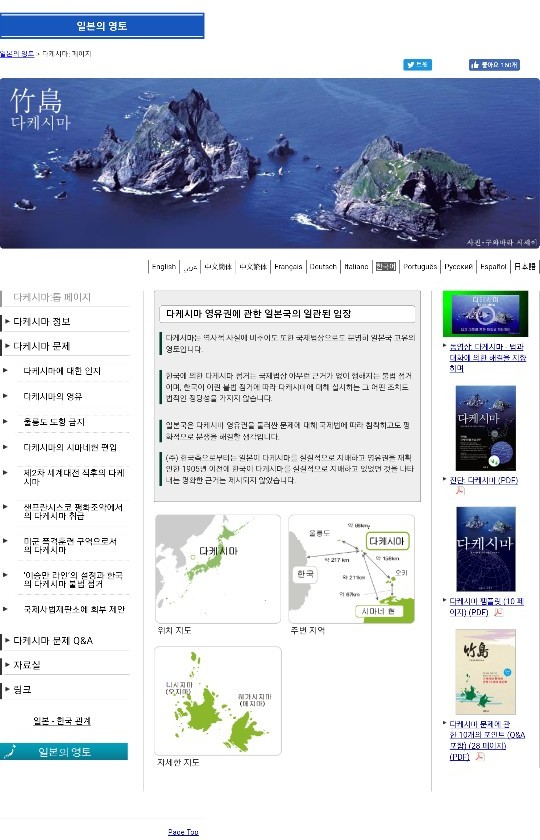 일본의 영토
일본의 영토 > 다케시마: 페이지
트윗
좋아요 160개
竹島
다케시마
사진・구와바라 시세이
English عربي 中文简体 中文繁体 Français Deutsch Italiano 한국어 Português Русский Español 日本語
다케시마:톱 페이지
다케시마 정보
다케시마 문제
다케시마에 대한 인지
다케시마의 영유
울릉도 도항 금지
다케시마의 시마네현 편입
제2차 세계대전 직후의 다케
시마
샌프란시스코 평화조약에서
의 다케시마 취급
미군 폭격훈련 구역으로서
의 다케시마
'이승만 라인'의 설정과 한국
의 다케시마 불법 점거
국제사법재판소에 회부 제안
다케시마 문제 Q&A
자료실
링크
일본 - 한국 관계
일본의 영토
다케시마 영유권에 관한 일본국의 일관된 입장
다케시마는 역사적 사실에 비추어도 또한 국제법상으로도 분명히 일본국 고유의
영토입니다.
한국에 의한 다케시마 점거는 국제법상 아무런 근거가 없이 행해지는 불법 점거
이며, 한국이 이런 불법 점거에 따라 다케시마에 대해 실시하는 그 어떤 조치도
법적인 정당성을 가지지 않습니다.
일본국은 다케시마 영유권을 둘러싼 문제에 대해 국제법에 따라 침착하고도 평
화적으로 분쟁을 해결할 생각입니다.
(주) 한국측으로부터는 일본이 다케시마를 실질적으로 지배하고 영유권을 재확
인한 1905년 이전에 한국이 다케시마를 실질적으로 지배하고 있었던 것을 나타
내는 명확한 근거는 제시되지 않았습니다.
다케시마
위치 지도
울릉도
약 88km
다케시마
한국
약 217km
약 158km
약 211km
오키
약 67km
시마네 현
주변 지역
니시지마
(오지마)
히가시지마
(메지마)
자세한 지도
다케시마
동영상: 다케시마 - 법과
대화에 의한 해결을 지향
하며
다케시마
전단: 다케시마 (PDF)
다케시마
다케시마 팸플릿 (10 페
이지) (PDF)
竹島
다케시마 문제에 관
한 10개의 포인트 (Q&A
포함) (28 페이지)
(PDF)
Page Top